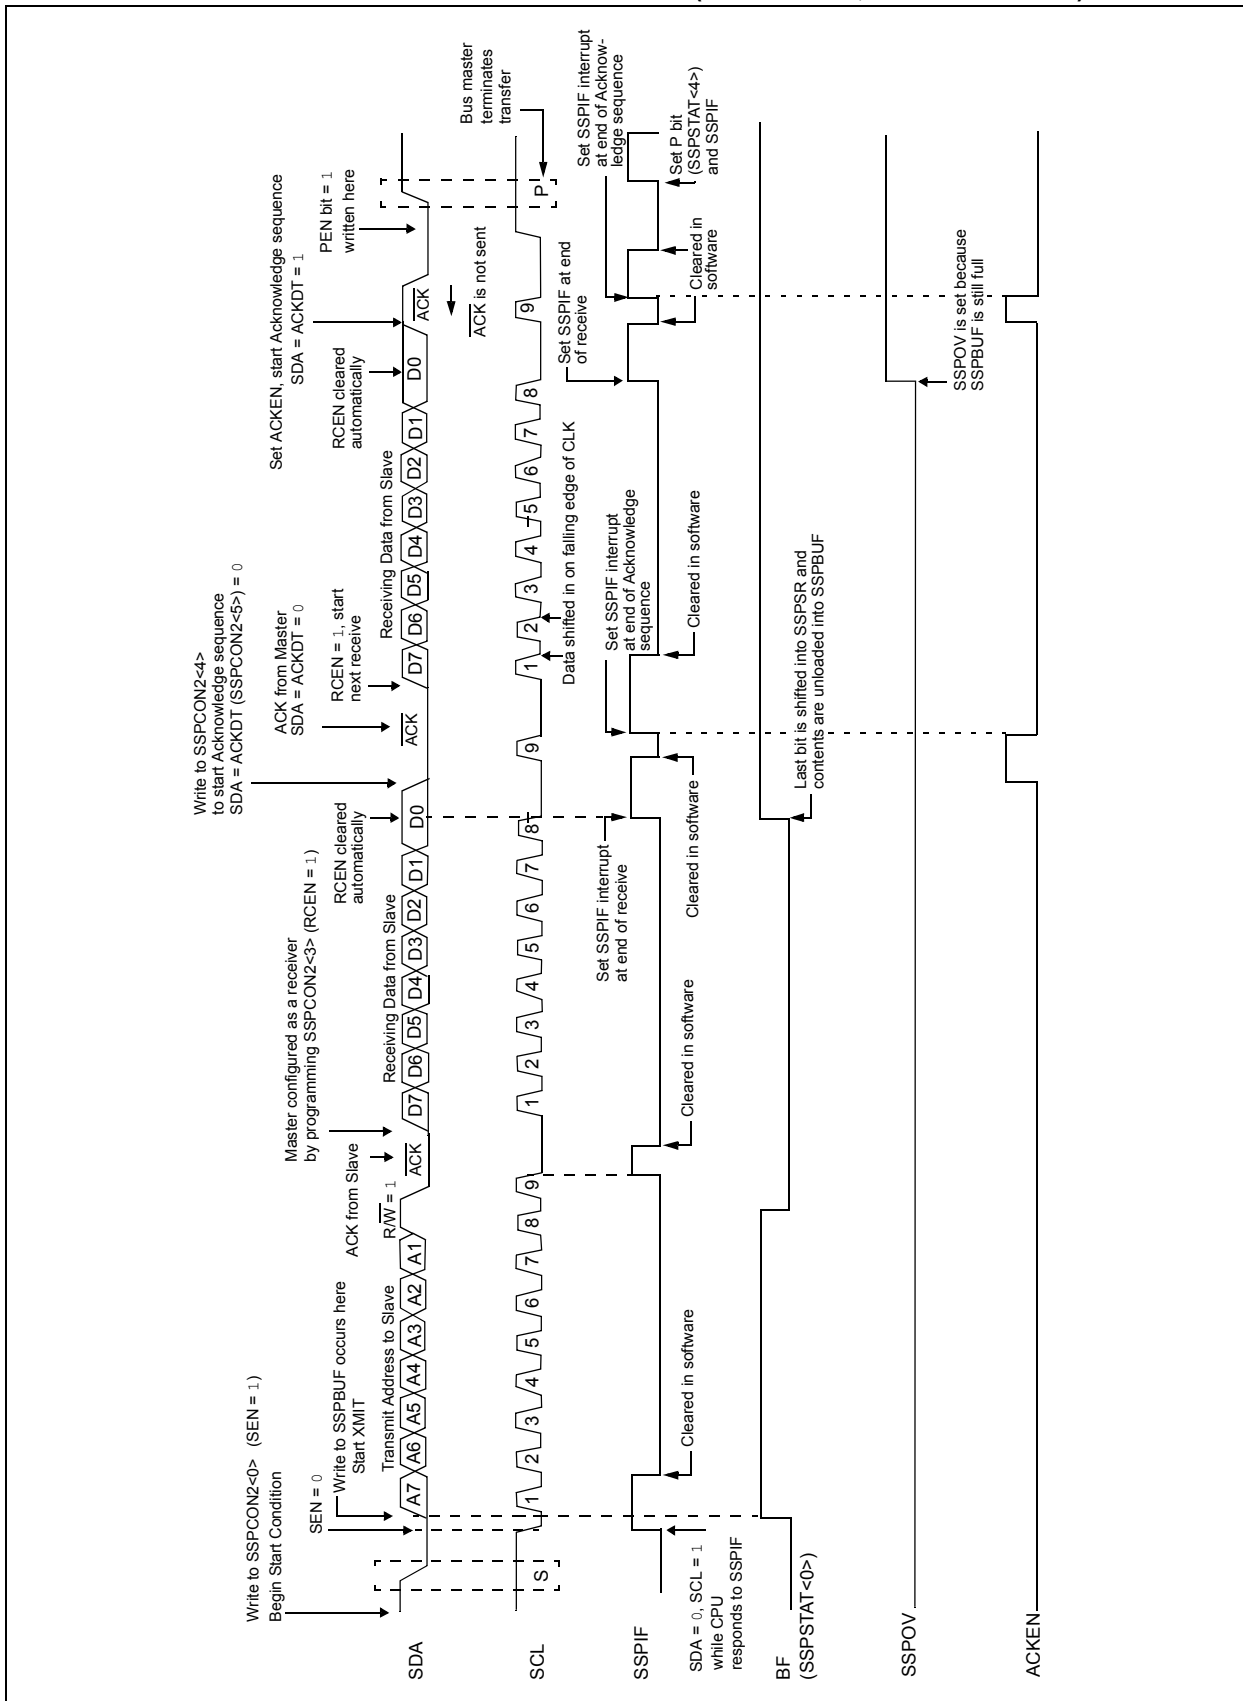 Write to SSPCON2<0> (SEN = 1)
Begin Start Condition
SEN = 0
Write to SSPBUF occurs here
Start XMIT
Transmit Address to Slave
ACK from Slave
R/W = 1
Master configured as a receiver
by programming SSPCON2<3> (RCEN = 1)
Receiving Data from Slave
RCEN cleared
automatically
Write to SSPCON2<4>
to start Acknowledge sequence
SDA = ACKDT (SSPCON2<5>) = 0
ACK from Master
SDA = ACKDT = 0
RCEN = 1, start
next receive
Receiving Data from Slave
RCEN cleared
automatically
Set ACKEN, start Acknowledge sequence
SDA = ACKDT = 1
PEN bit = 1
written here
SDA
A7 A6 A5 A4 A3 A2 A1
ACK
D7 D6 D5 D4 D3 D2 D1 D0
ACK
D7 D6 D5 D4 D3 D2 D1 D0
ACK
ACK is not sent
Bus master
terminates
transfer
SCL
S
1 2 3 4 5 6 7 8 9
1 2 3 4 5 6 7 8
9
1 2 3 4 5 6 7 8
9
P
Data shifted in on falling edge of CLK
Set SSPIF interrupt
at end of receive
Set SSPIF interrupt
at end of Acknowledge
sequence
Set SSPIF at end
of receive
Set SSPIF interrupt
at end of Acknow-
ledge sequence
SSPIF
SDA = 0, SCL = 1
while CPU
responds to SSPIF
Cleared in software
Cleared in software
Cleared in software
Cleared in software
Cleared in
software
Set P bit
(SSPSTAT<4>)
and SSPIF
BF
(SSPSTAT<0>)
Last bit is shifted into SSPSR and
contents are unloaded into SSPBUF
SSPOV
SSPOV is set because
SSPBUF is still full
ACKEN